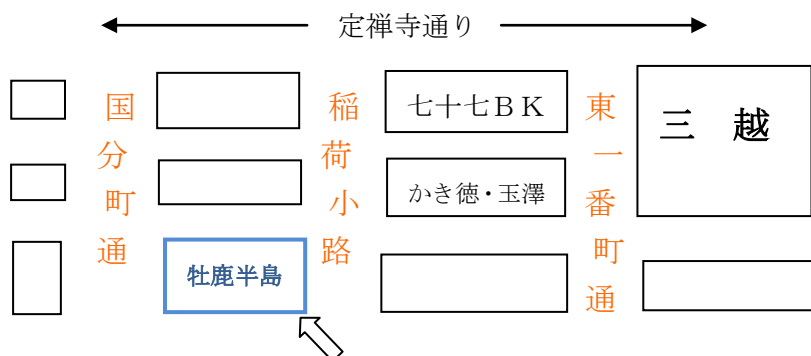 定禅寺通り
国分町通
稲荷小路
七十七BK
東一番町通
三 越
かき徳・玉澤
牡鹿半島